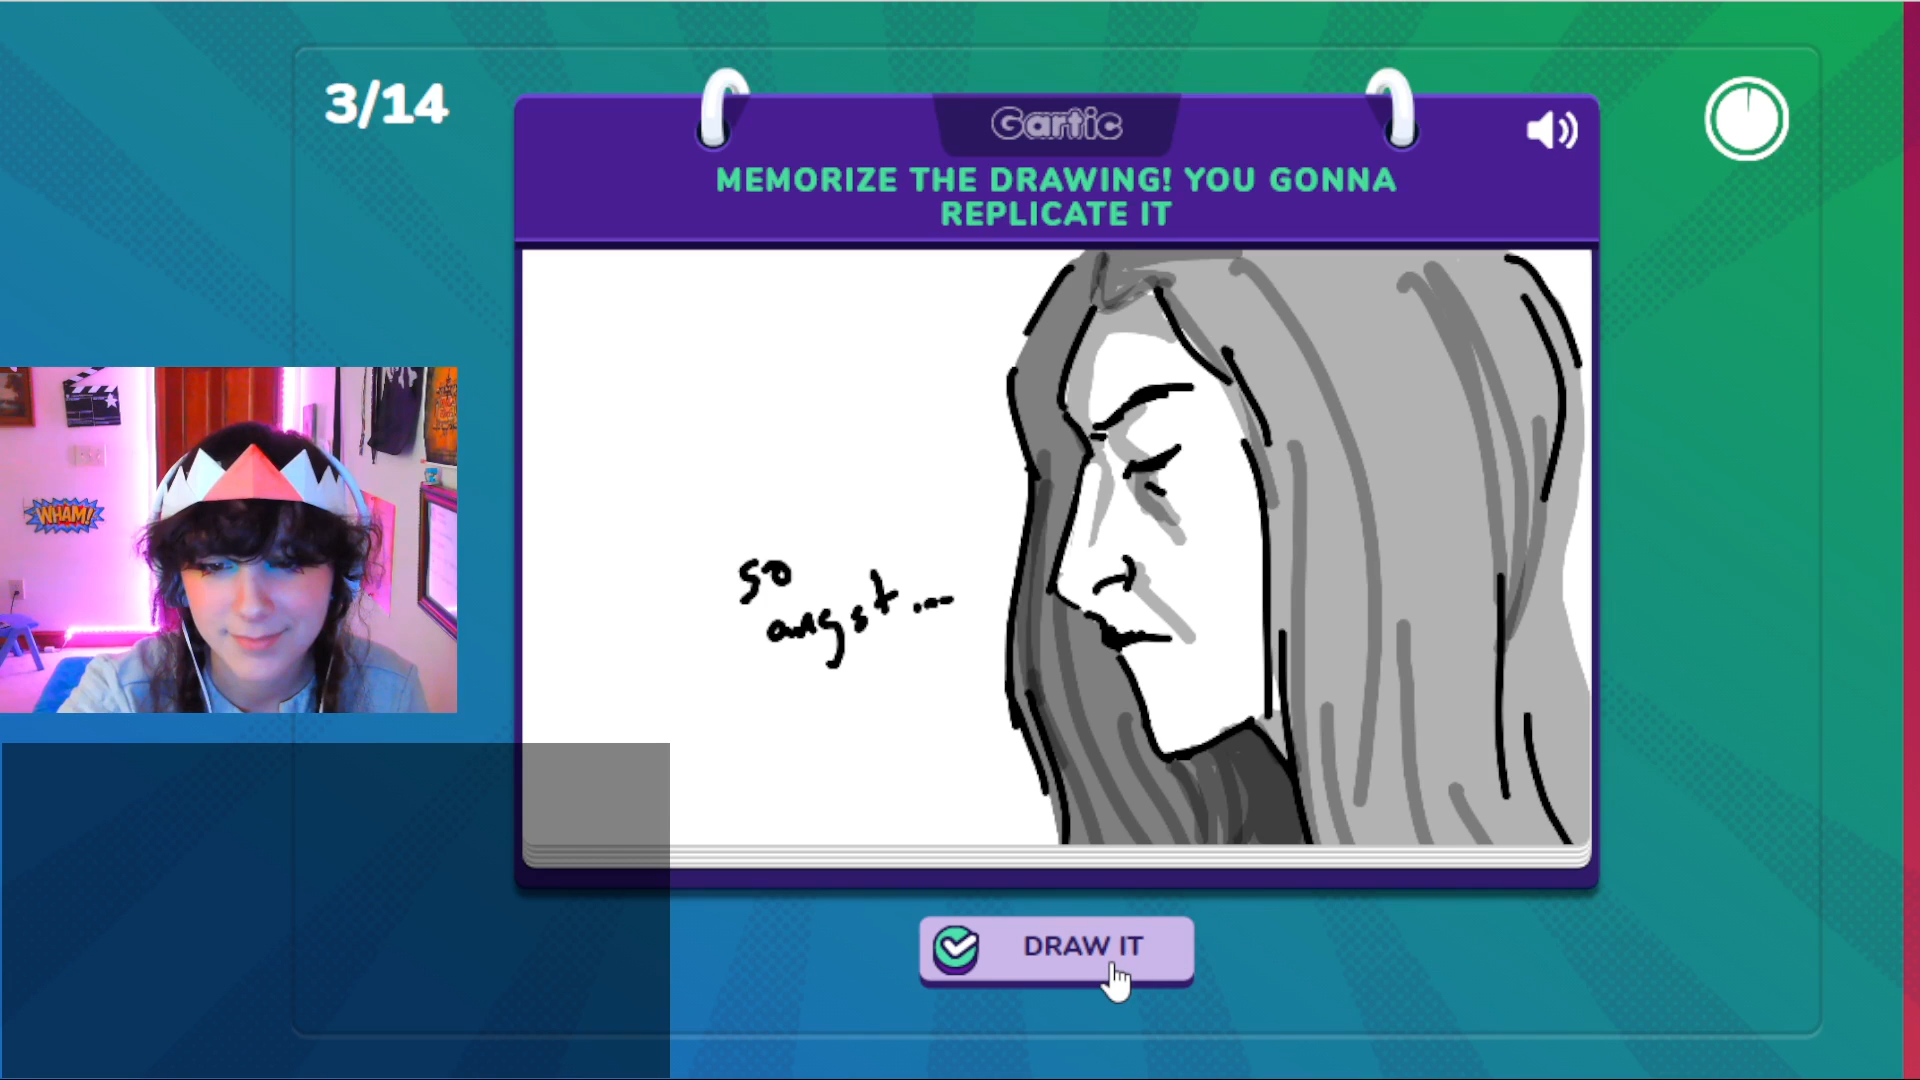 3/14
Gartic
MEMORIZE THE DRAWING! YOU GONNA
REPLICATE IT
WHAM!
so
angst...
DRAW IT